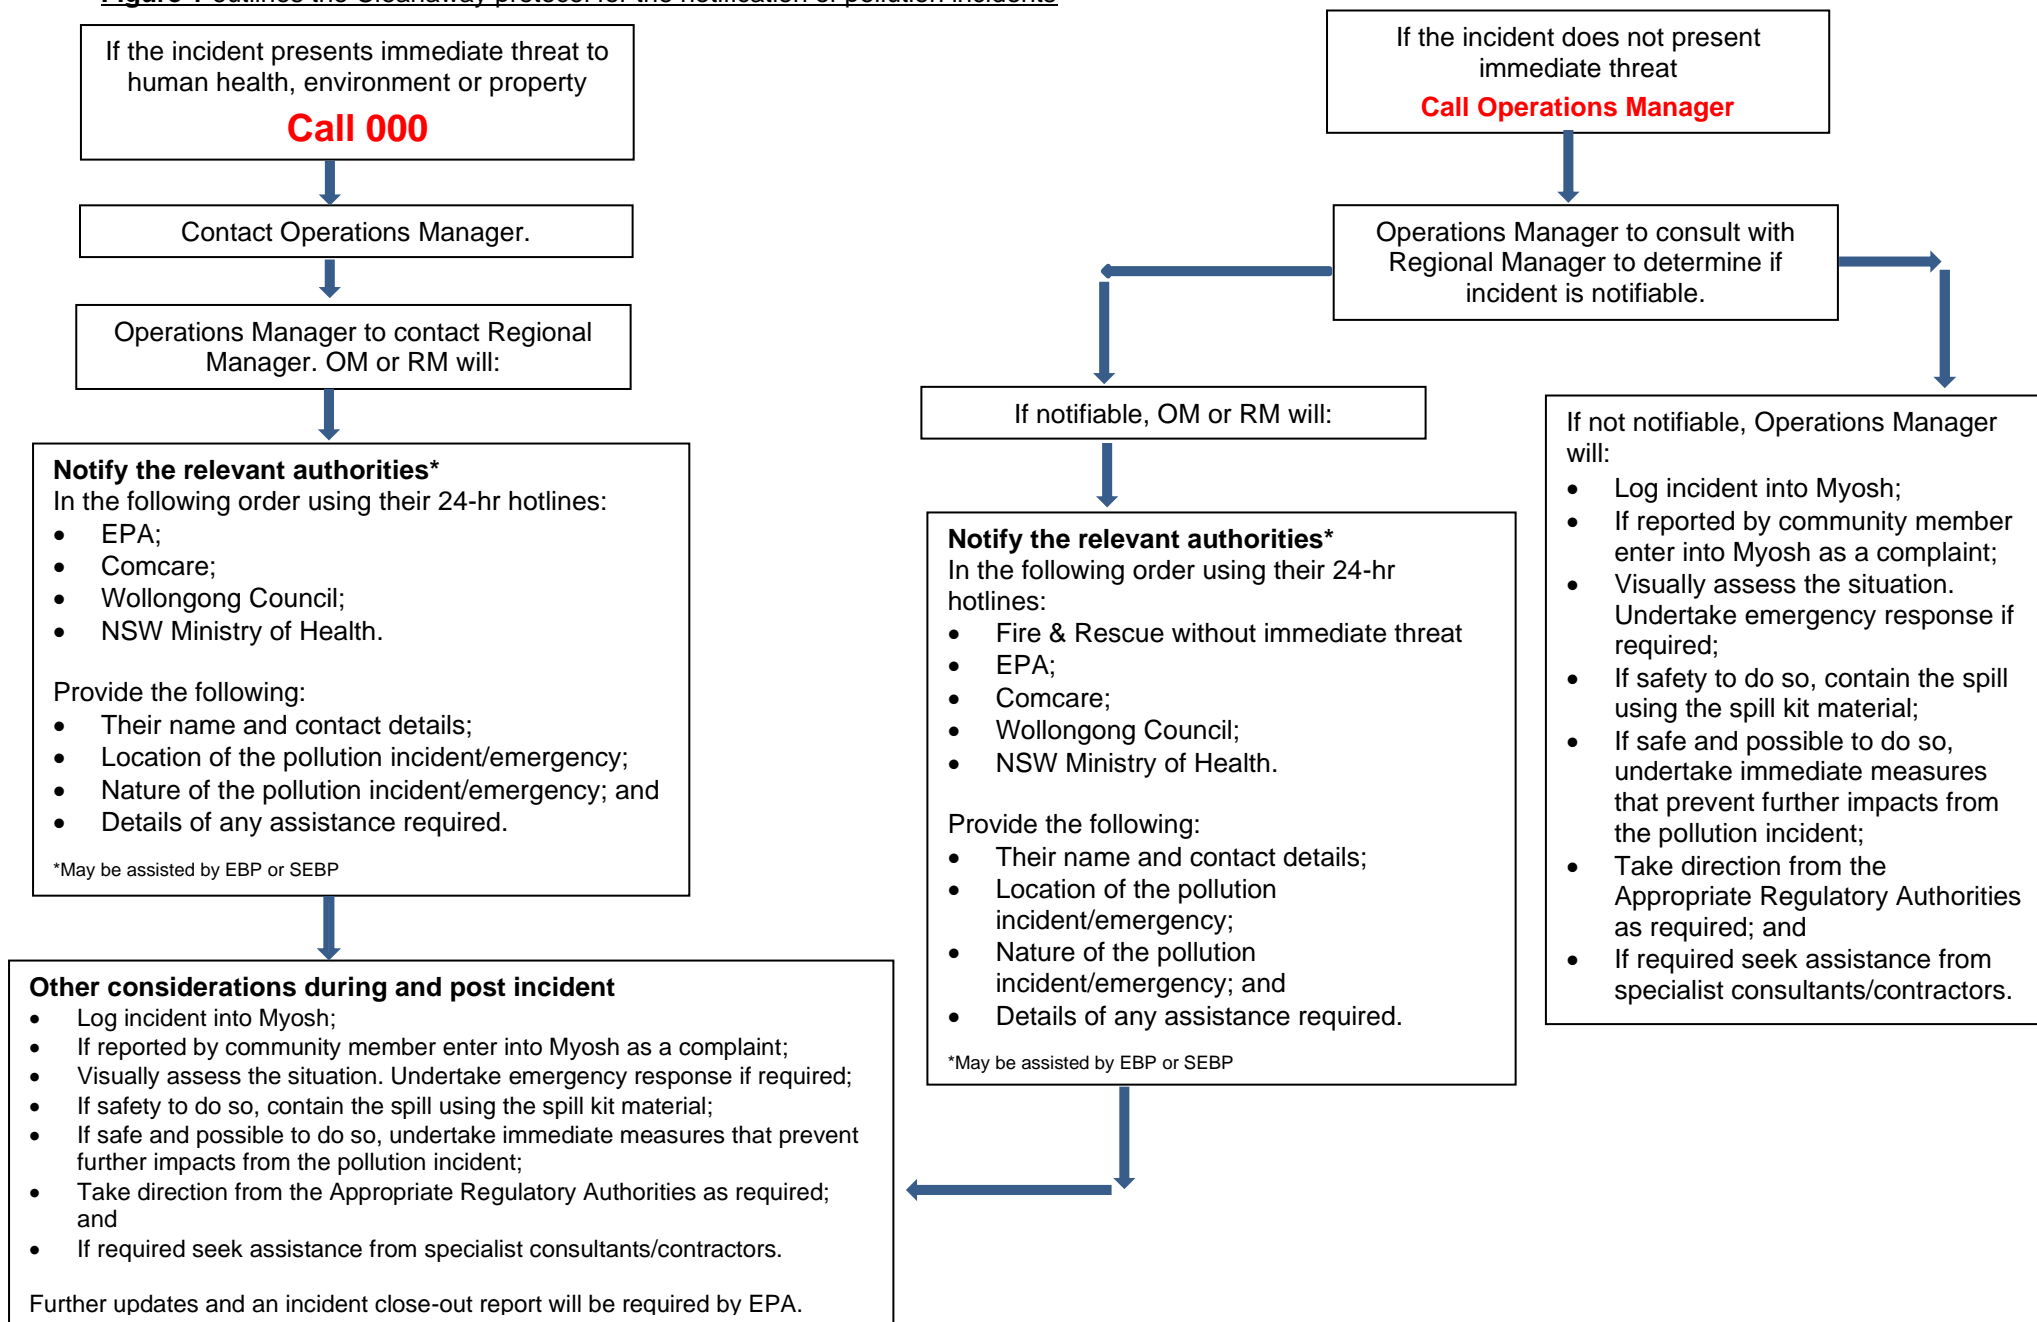 Figure 1 outlines the Cleanaway protocol for the notification of pollution incidents
If the incident presents immediate threat to
human health, environment or property
Call 000
Contact Operations Manager.
Operations Manager to contact Regional
Manager. OM or RM will:
Notify the relevant authorities*
In the following order using their 24-hr hotlines:
• EPA;
• Comcare;
• Wollongong Council;
• NSW Ministry of Health.
Provide the following:
• Their name and contact details;
• Location of the pollution incident/emergency;
• Nature of the pollution incident/emergency; and
• Details of any assistance required.
*May be assisted by EBP or SEBP
Other considerations during and post incident
• Log incident into Myosh;
• If reported by community member enter into Myosh as a complaint;
• Visually assess the situation. Undertake emergency response if required;
• If safety to do so, contain the spill using the spill kit material;
• If safe and possible to do so, undertake immediate measures that prevent
further impacts from the pollution incident;
• Take direction from the Appropriate Regulatory Authorities as required;
and
• If required seek assistance from specialist consultants/contractors.
Further updates and an incident close-out report will be required by EPA.
If the incident does not present
immediate threat
Call Operations Manager
Operations Manager to consult with
Regional Manager to determine if
incident is notifiable.
If notifiable, OM or RM will:
Notify the relevant authorities*
In the following order using their 24-hr
hotlines:
• Fire & Rescue without immediate threat
• EPA;
• Comcare;
• Wollongong Council;
• NSW Ministry of Health.
Provide the following:
• Their name and contact details;
• Location of the pollution
incident/emergency;
• Nature of the pollution
incident/emergency; and
• Details of any assistance required.
*May be assisted by EBP or SEBP
If not notifiable, Operations Manager
will:
• Log incident into Myosh;
• If reported by community member
enter into Myosh as a complaint;
• Visually assess the situation.
Undertake emergency response if
required;
• If safety to do so, contain the spill
using the spill kit material;
• If safe and possible to do so,
undertake immediate measures
that prevent further impacts from
the pollution incident;
• Take direction from the
Appropriate Regulatory Authorities
as required; and
• If required seek assistance from
specialist consultants/contractors.